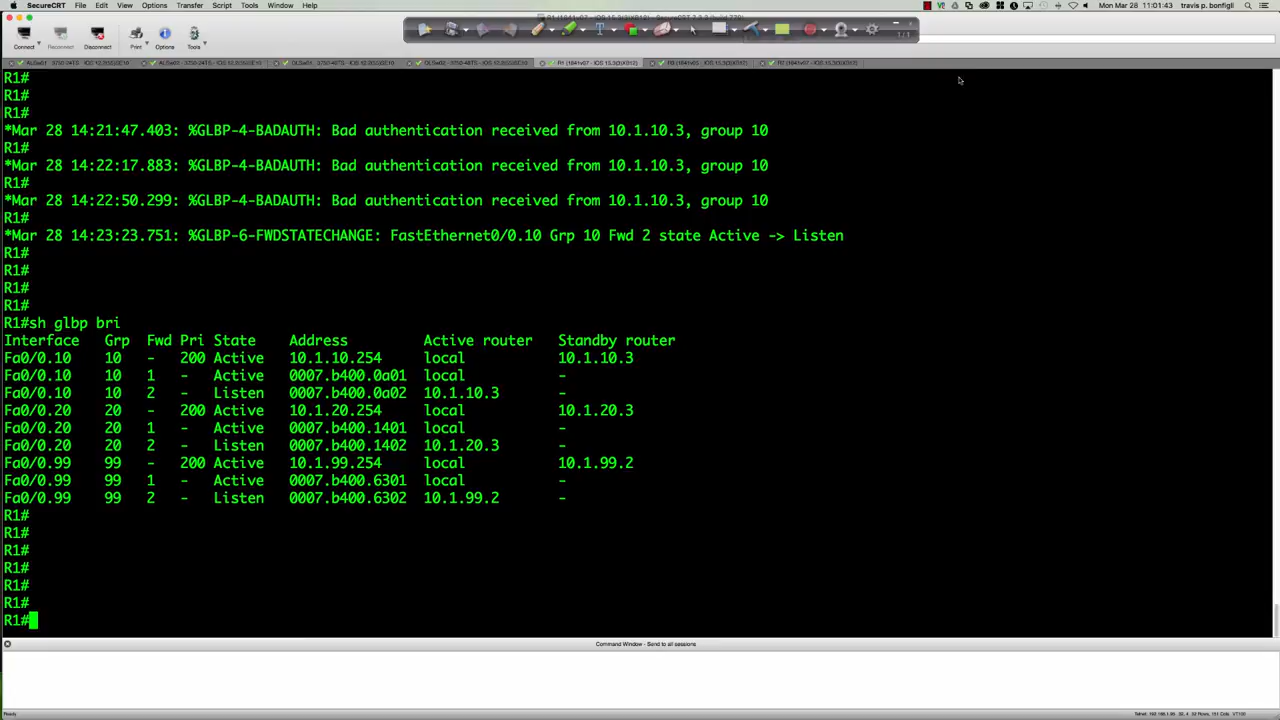 SecureCRT File Edit View Options Transfer Script Tools Window Help
Mon Mar 28 11:01:43 travis p. bonfigli
Connect Reconnect Disconnect Print Options Tools
1/1
R1#
R1#
R1#
*Mar 28 14:21:47.403: %GLBP-4-BADAUTH: Bad authentication received from 10.1.10.3, group 10
R1#
*Mar 28 14:22:17.883: %GLBP-4-BADAUTH: Bad authentication received from 10.1.10.3, group 10
R1#
*Mar 28 14:22:50.299: %GLBP-4-BADAUTH: Bad authentication received from 10.1.10.3, group 10
R1#
*Mar 28 14:23:23.751: %GLBP-6-FWDSTATECHANGE: FastEthernet0/0.10 Grp 10 Fwd 2 state Active -> Listen
R1#
R1#
R1#
R1#
R1#sh glbp bri
Interface Grp Fwd Pri State Address Active router Standby router
Fa0/0.10 10 - 200 Active 10.1.10.254 local 10.1.10.3
Fa0/0.10 10 1 - Active 0007.b400.0a01 local -
Fa0/0.10 10 2 - Listen 0007.b400.0a02 10.1.10.3 -
Fa0/0.20 20 - 200 Active 10.1.20.254 local 10.1.20.3
Fa0/0.20 20 1 - Active 0007.b400.1401 local -
Fa0/0.20 20 2 - Listen 0007.b400.1402 10.1.20.3 -
Fa0/0.99 99 - 200 Active 10.1.99.254 local 10.1.99.2
Fa0/0.99 99 1 - Active 0007.b400.6301 local -
Fa0/0.99 99 2 - Listen 0007.b400.6302 10.1.99.2 -
R1#
R1#
R1#
R1#
R1#
R1#
R1#
Command Window - Send to all sessions
Ready